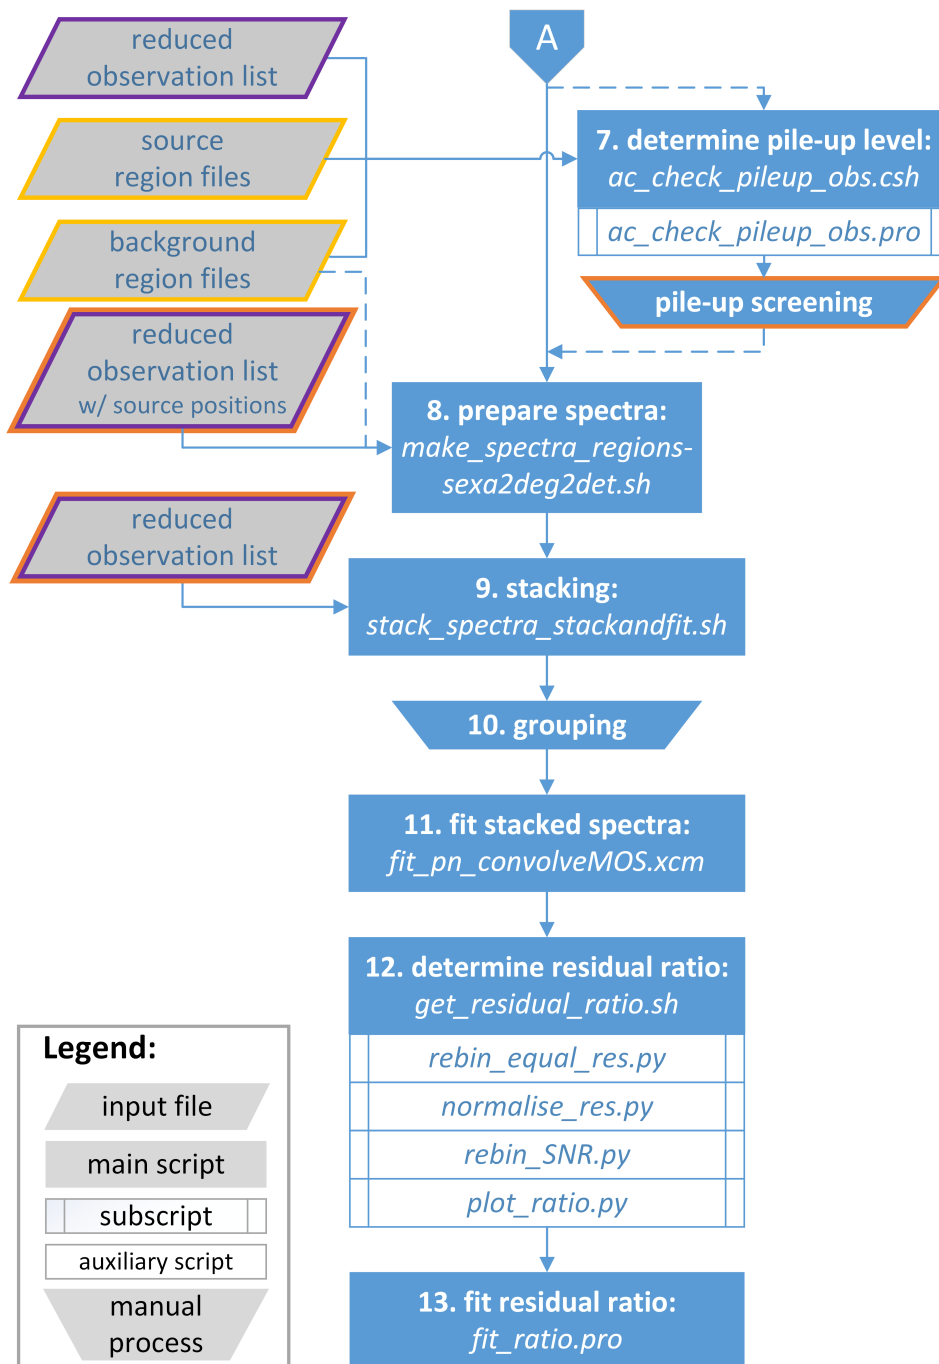 reduced
observation list
A
source
region files
7. determine pile-up level:
ac_check_pileup_obs.csh
ac_check_pileup_obs.pro
background
region files
pile-up screening
reduced
observation list
w/ source positions
8. prepare spectra:
make_spectra_regions-
sexa2deg2det.sh
reduced
observation list
9. stacking:
stack_spectra_stackandfit.sh
10. grouping
11. fit stacked spectra:
fit_pn_convolveMOS.xcm
12. determine residual ratio:
get_residual_ratio.sh
rebin_equal_res.py
normalise_res.py
rebin_SNR.py
plot_ratio.py
13. fit residual ratio:
fit_ratio.pro
Legend:
input file
main script
subscript
auxiliary script
manual
process